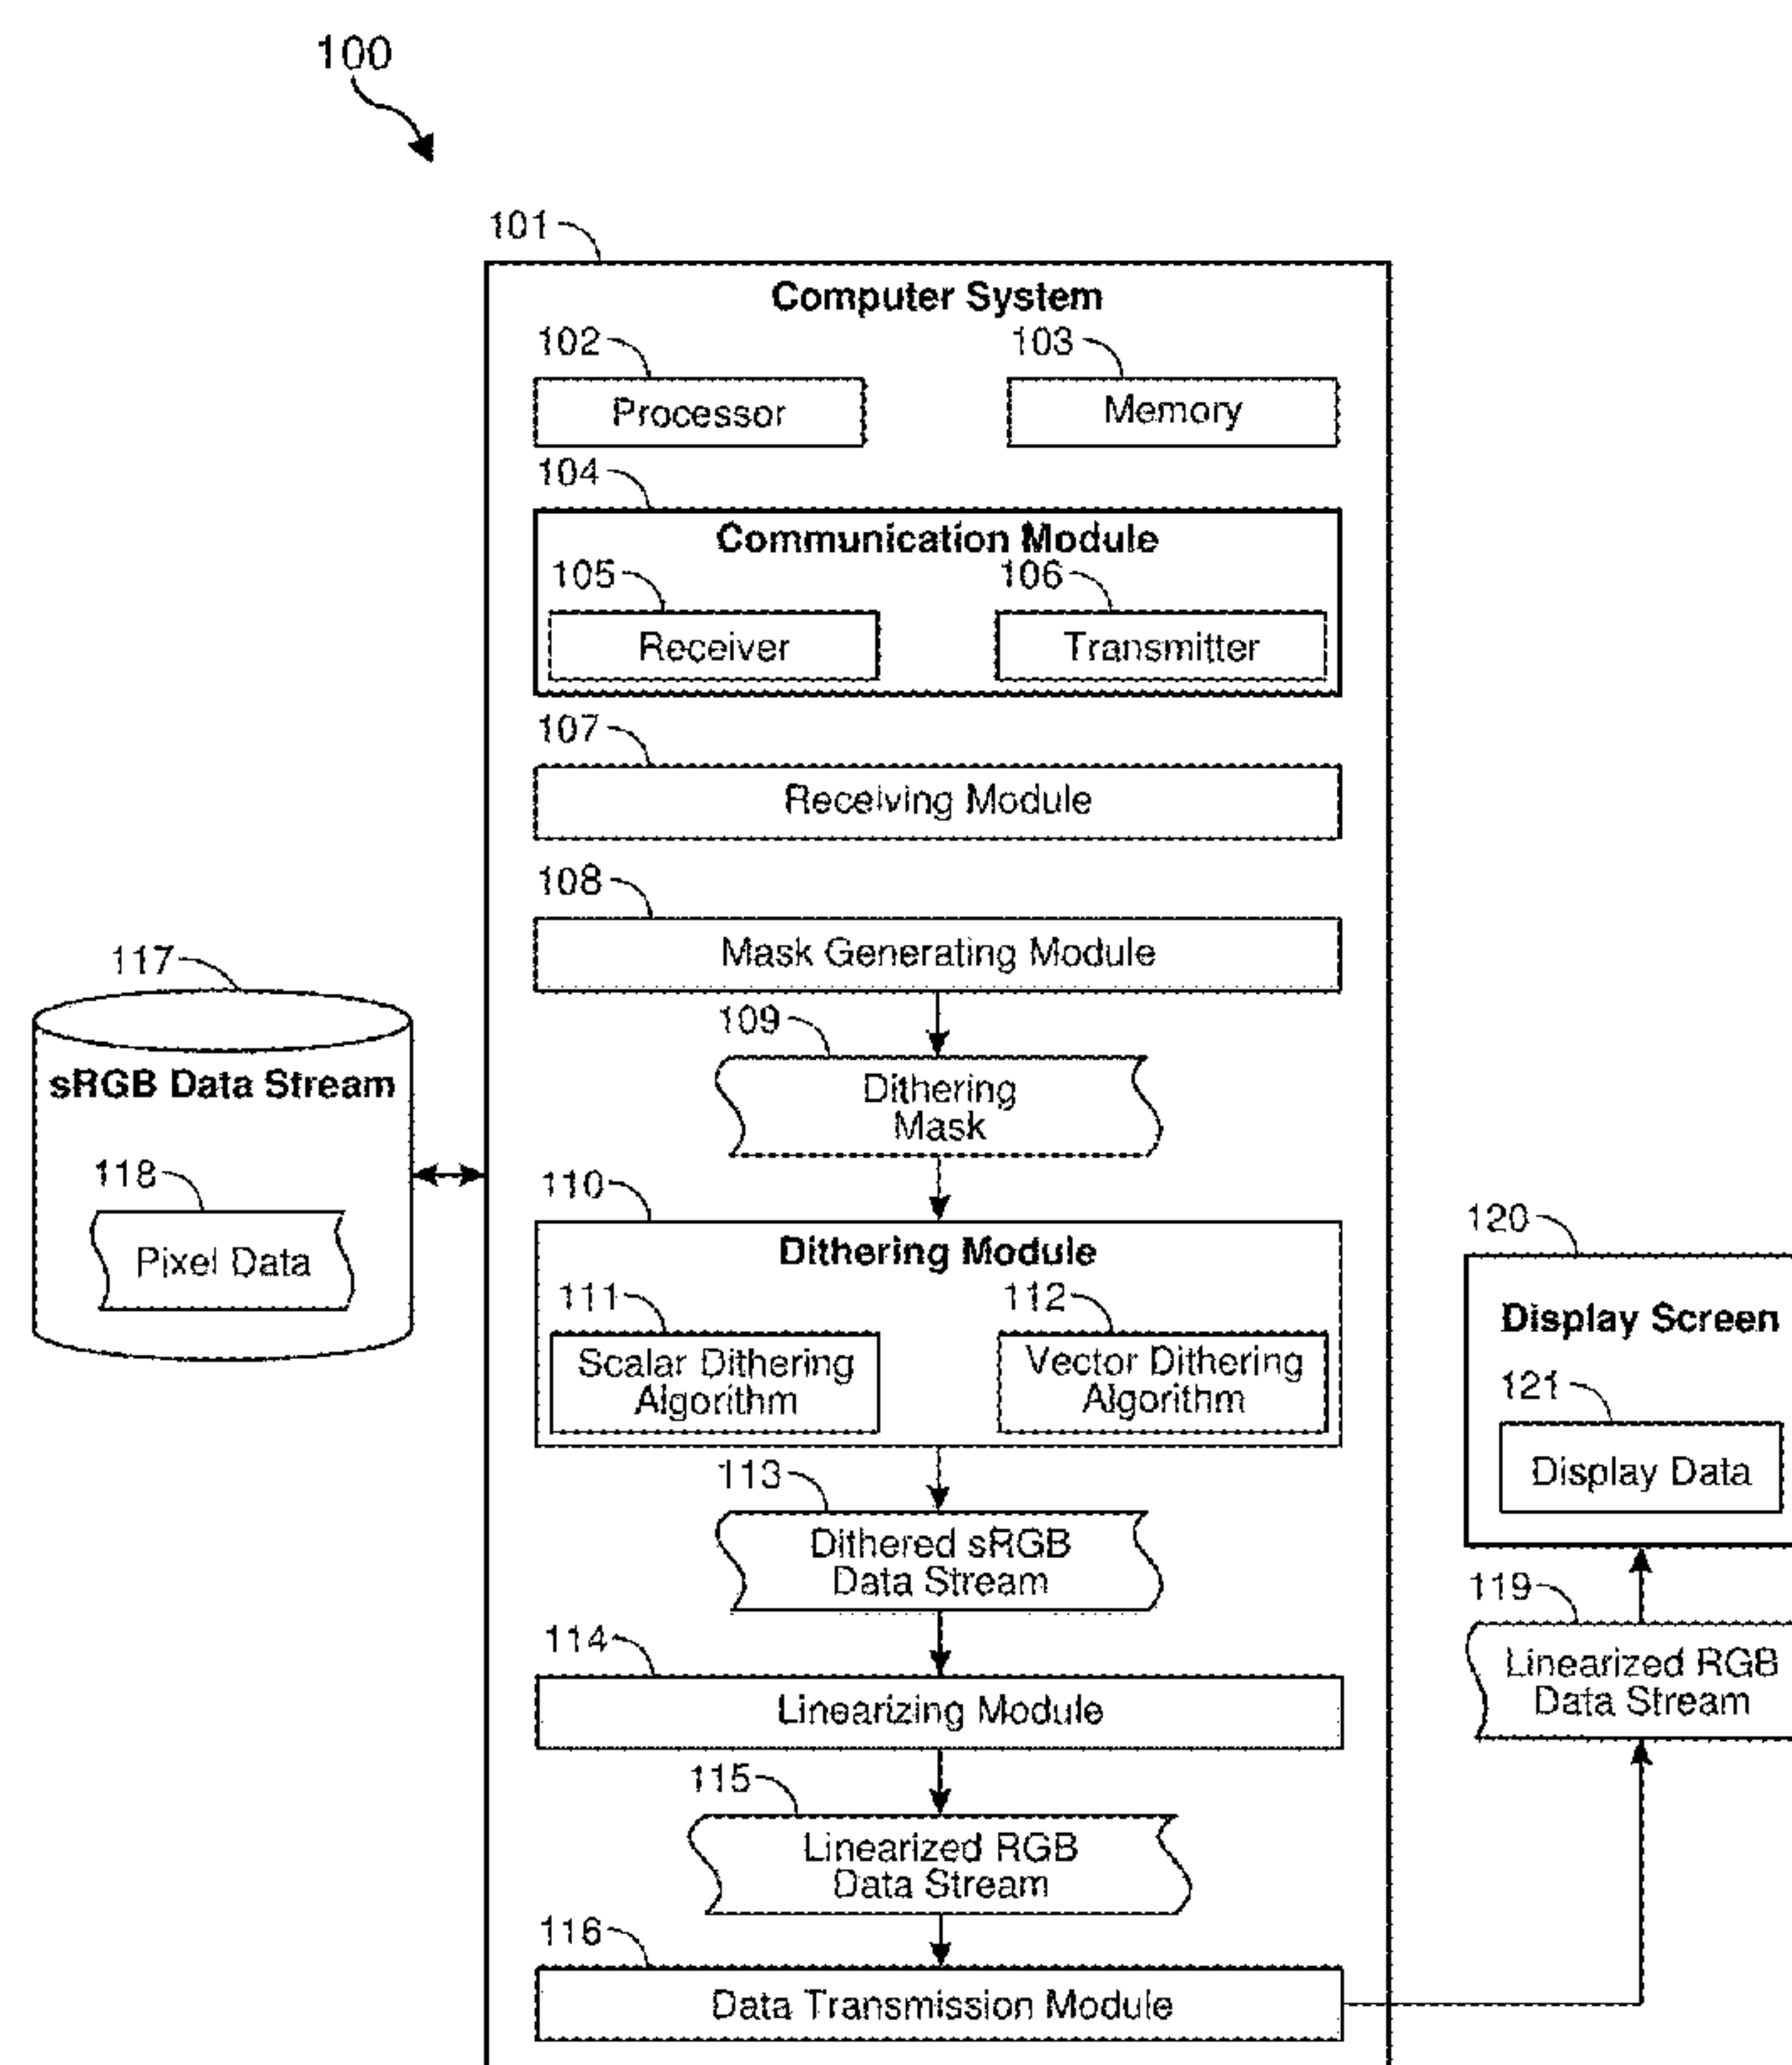 100
101
Computer System
102
103
Processor
Memory
104
Communication Module
105
106
Receiver
Transmitter
107
Receiving Module
108
Mask Generating Module
117
sRGB Data Stream
118
Pixel Data
109
Dithering
Mask
110
Dithering Module
111
112
Scalar Dithering
Algorithm
Vector Dithering
Algorithm
113
Dithered sRGB
Data Stream
114
Linearizing Module
115
Linearized RGB
Data Stream
116
Data Transmission Module
120
Display Screen
121
Display Data
119
Linearized RGB
Data Stream